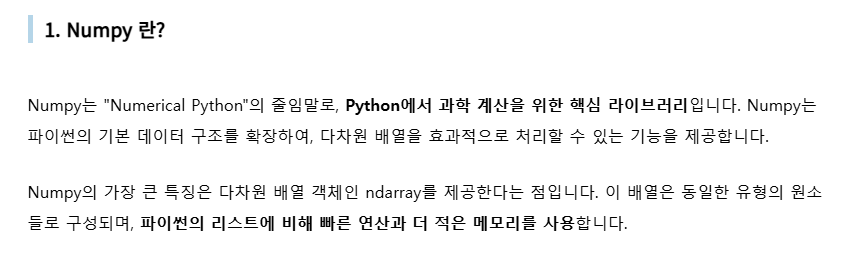 1. Numpy 란?
Numpy는 "Numerical Python"의 줄임말로, Python에서 과학 계산을 위한 핵심 라이브러리입니다. Numpy는
파이썬의 기본 데이터 구조를 확장하여, 다차원 배열을 효과적으로 처리할 수 있는 기능을 제공합니다.
Numpy의 가장 큰 특징은 다차원 배열 객체인 ndarray를 제공한다는 점입니다. 이 배열은 동일한 유형의 원소
들로 구성되며, 파이썬의 리스트에 비해 빠른 연산과 더 적은 메모리를 사용합니다.